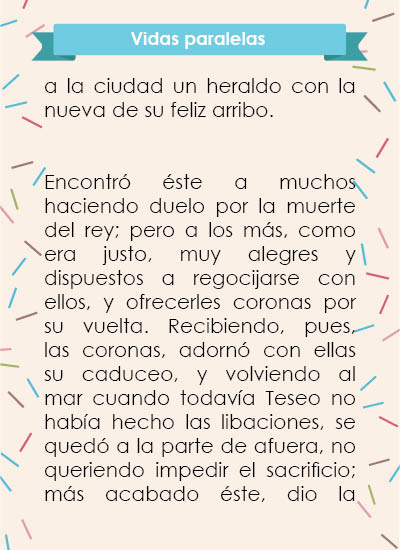 Vidas paralelas
a la ciudad un heraldo con la
nueva de su feliz arribo.
Encontró éste a muchos
haciendo duelo por la muerte
del rey; pero a los más, como
era justo, muy alegres y
dispuestos a regocijarse con
ellos, y ofrecerles coronas por
su vuelta. Recibiendo, pues,
las coronas, adornó con ellas
su caduceo, y volviendo al
mar cuando todavía Teseo no
había hecho las libaciones, se
quedó a la parte de afuera, no
queriendo impedir el sacrificio;
más acabado éste, dio la